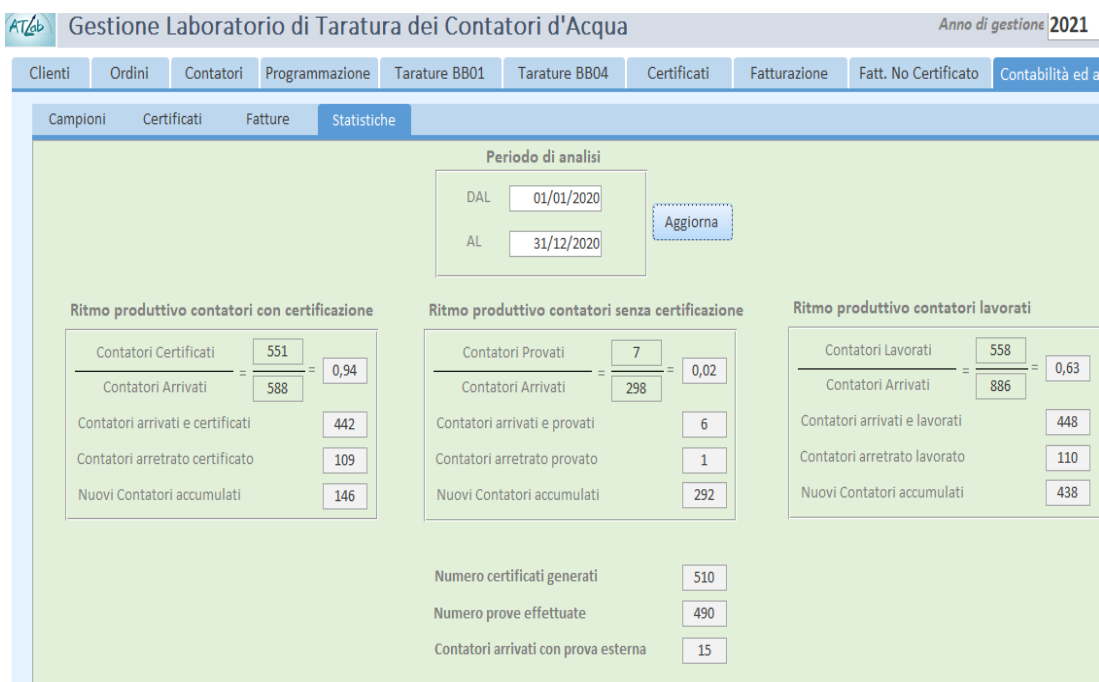 ATLab Gestione Laboratorio di Taratura dei Contatori d'Acqua Anno di gestione 2021
Clienti Ordini Contatori Programmazione Tarature BB01 Tarature BB04 Certificati Fatturazione Fatt. No Certificato Contabilità ed a
Campioni Certificati Fatture Statistiche
Periodo di analisi
DAL 01/01/2020
Aggiorna
AL 31/12/2020
Ritmo produttivo contatori con certificazione
Contatori Certificati 551
= = 0,94
Contatori Arrivati 588
Contatori arrivati e certificati 442
Contatori arretrato certificato 109
Nuovi Contatori accumulati 146
Ritmo produttivo contatori senza certificazione
Contatori Provati 7
= = 0,02
Contatori Arrivati 298
Contatori arrivati e provati 6
Contatori arretrato provato 1
Nuovi Contatori accumulati 292
Ritmo produttivo contatori lavorati
Contatori Lavorati 558
= = 0,63
Contatori Arrivati 886
Contatori arrivati e lavorati 448
Contatori arretrato lavorato 110
Nuovi Contatori accumulati 438
Numero certificati generati 510
Numero prove effettuate 490
Contatori arrivati con prova esterna 15